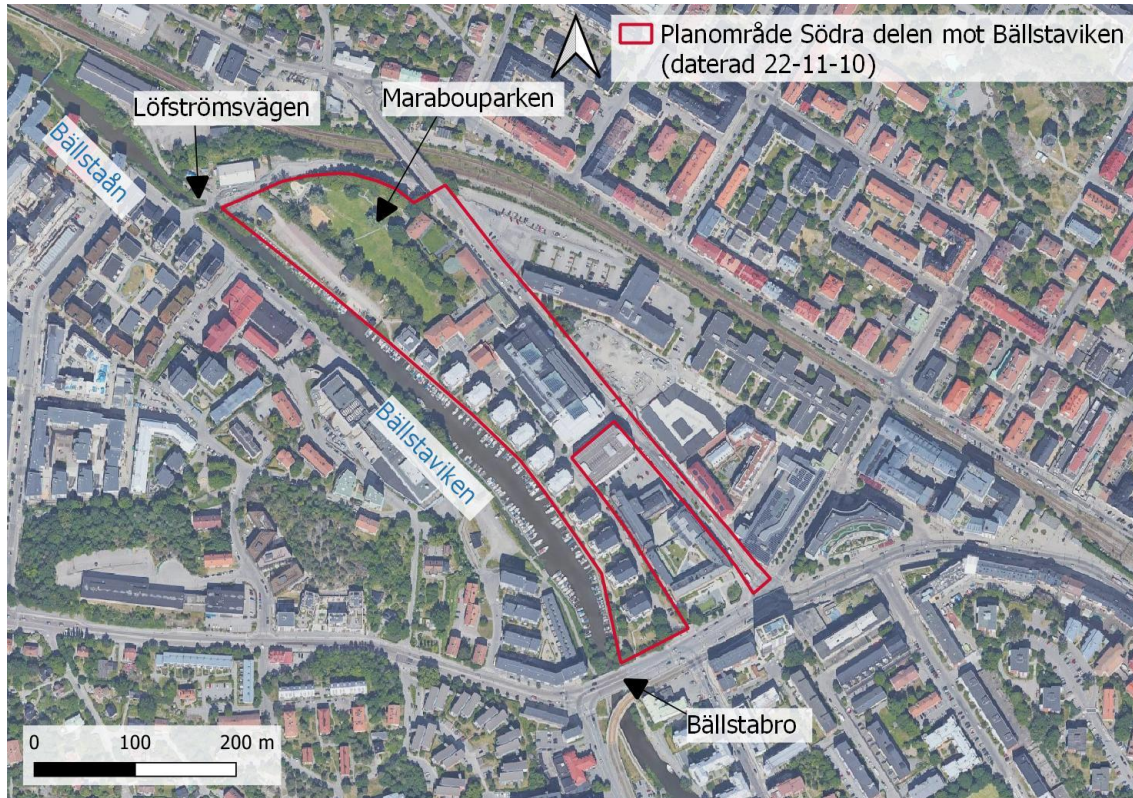 Planområde Södra delen mot Bällstaviken
(daterad 22-11-10)
Löfströmsvägen
Marabouparken
Bällstaån
Bällstaviken
Bällstabro
0 100 200 m